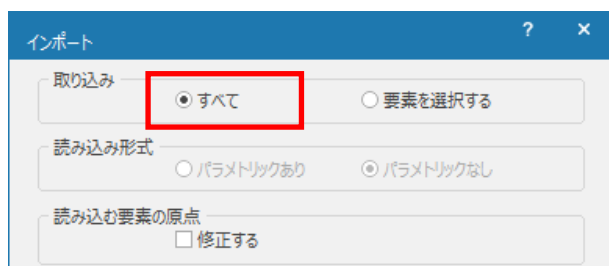 インポート
? ×
取り込み
すべて 要素を選択する
読み込み形式
パラメトリックあり パラメトリックなし
読み込む要素の原点
修正する